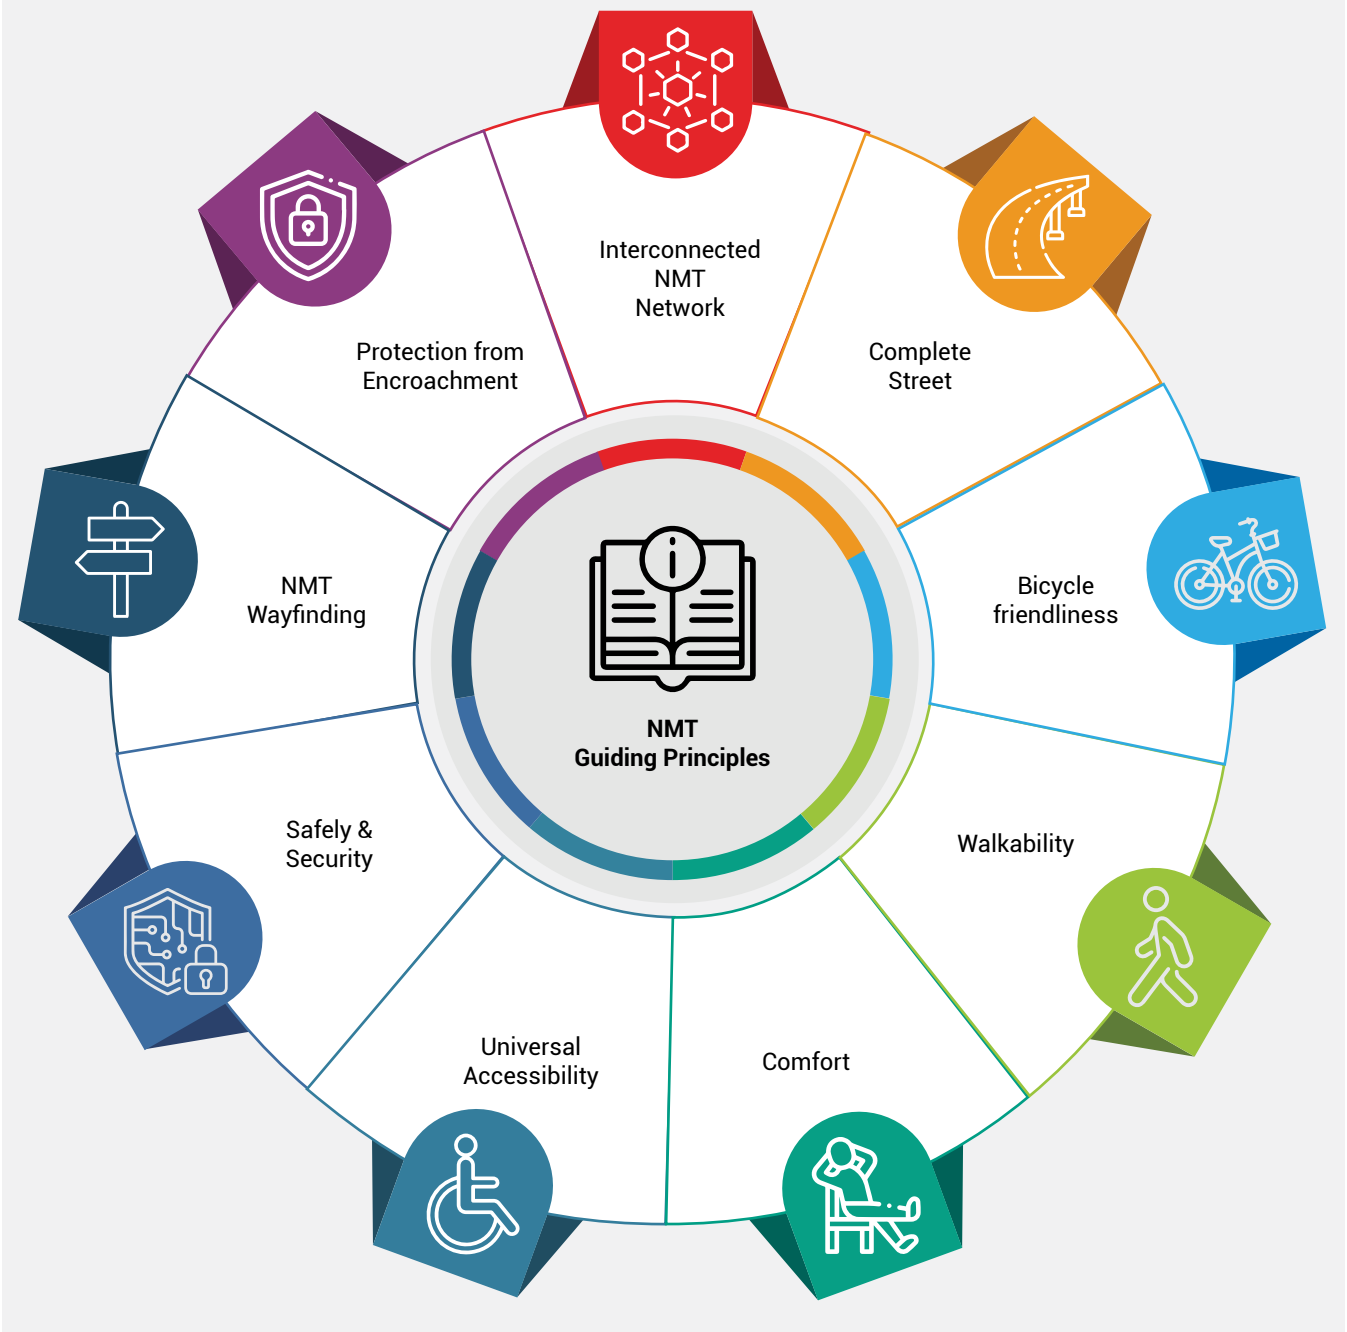 Interconnected
NMT
Network
Complete
Street
Bicycle
friendliness
Walkability
Comfort
Universal
Accessibility
Safely &
Security
NMT
Wayfinding
Protection from
Encroachment
NMT
Guiding Principles